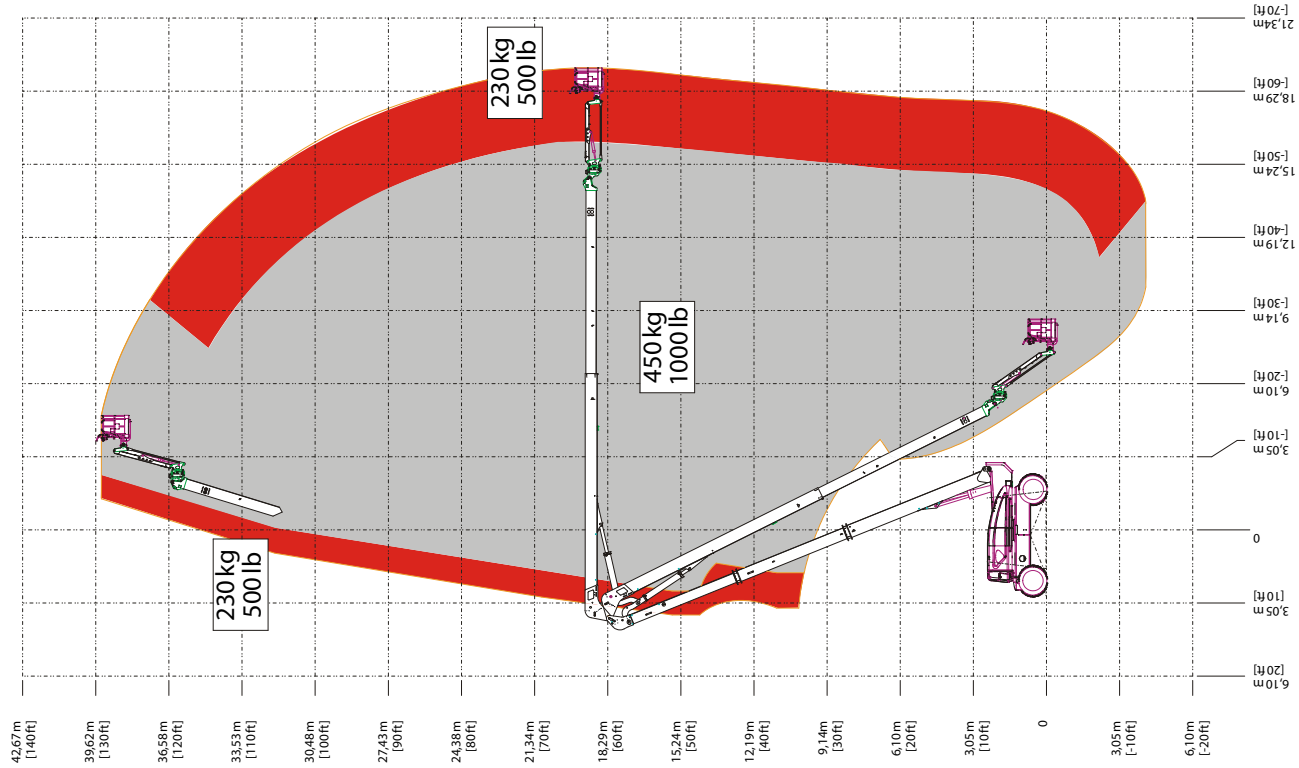 230 kg
500 lb
450 kg
1000 lb
230 kg
500 lb
21,34m
[-70ft]
18,29m
[-60ft]
15,24m
[-50ft]
12,19m
[-40ft]
9,14m
[-30ft]
6,10m
[-20ft]
3,05m
[-10ft]
0
3,05m
[10ft]
6,10m
[20ft]
42,67m
[140ft]
39,62m
[130ft]
36,58m
[120ft]
33,53m
[110ft]
30,48m
[100ft]
27,43m
[90ft]
24,38m
[80ft]
21,34m
[70ft]
18,29m
[60ft]
15,24m
[50ft]
12,19m
[40ft]
9,14m
[30ft]
6,10m
[20ft]
3,05m
[10ft]
0
3,05m
[-10ft]
6,10m
[-20ft]